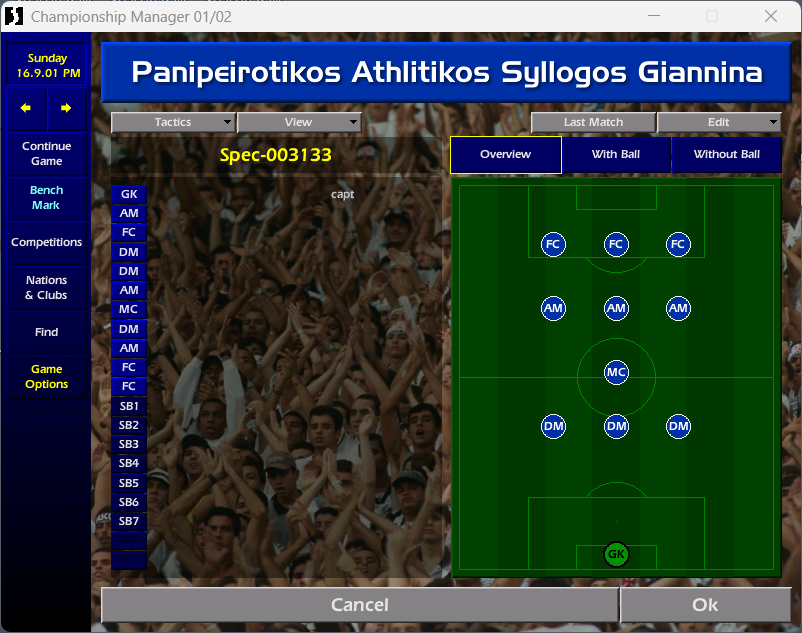 Championship Manager 01/02
Sunday
16.9.01 PM
Continue
Game
Bench
Mark
Competitions
Nations
& Clubs
Find
Game
Options
Panipeirotikos Athlitikos Syllogos Giannina
Tactics
View
Last Match
Edit
Spec-003133
Overview
With Ball
Without Ball
GK capt
AM
FC
DM
DM
AM
MC
DM
AM
FC
FC
SB1
SB2
SB3
SB4
SB5
SB6
SB7
FC FC FC
AM AM AM
MC
DM DM DM
GK
Cancel
Ok